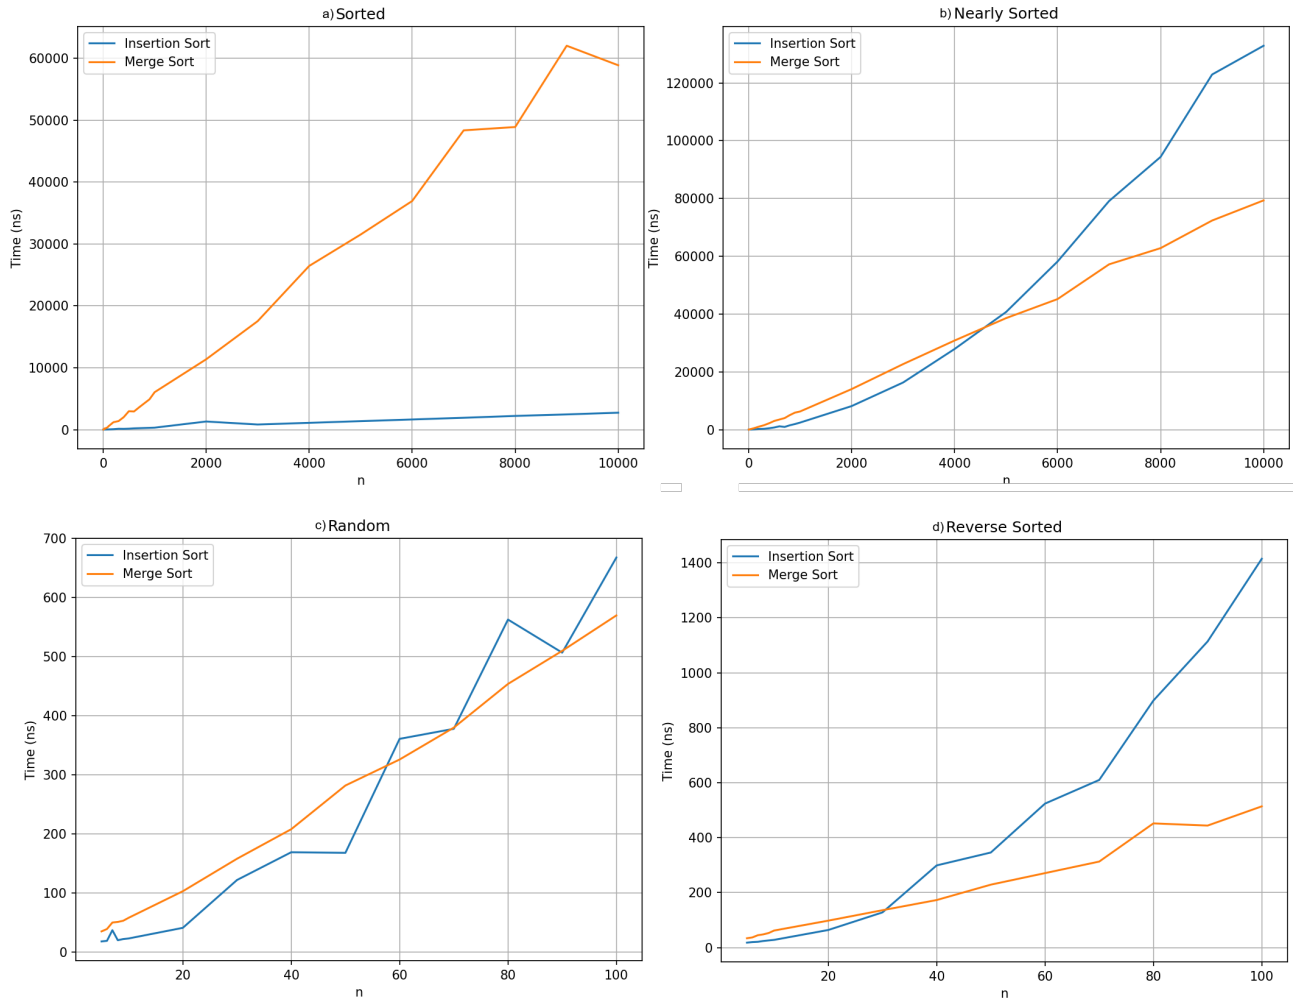 a) Sorted
Insertion Sort
Merge Sort
60000
50000
40000
30000
20000
10000
0
Time (ns)
0 2000 4000 6000 8000 10000
n
b) Nearly Sorted
Insertion Sort
Merge Sort
120000
100000
80000
60000
40000
20000
0
Time (ns)
0 2000 4000 6000 8000 10000
n
c) Random
Insertion Sort
Merge Sort
700
600
500
400
300
200
100
0
Time (ns)
20 40 60 80 100
n
d) Reverse Sorted
Insertion Sort
Merge Sort
1400
1200
1000
800
600
400
200
0
Time (ns)
20 40 60 80 100
n